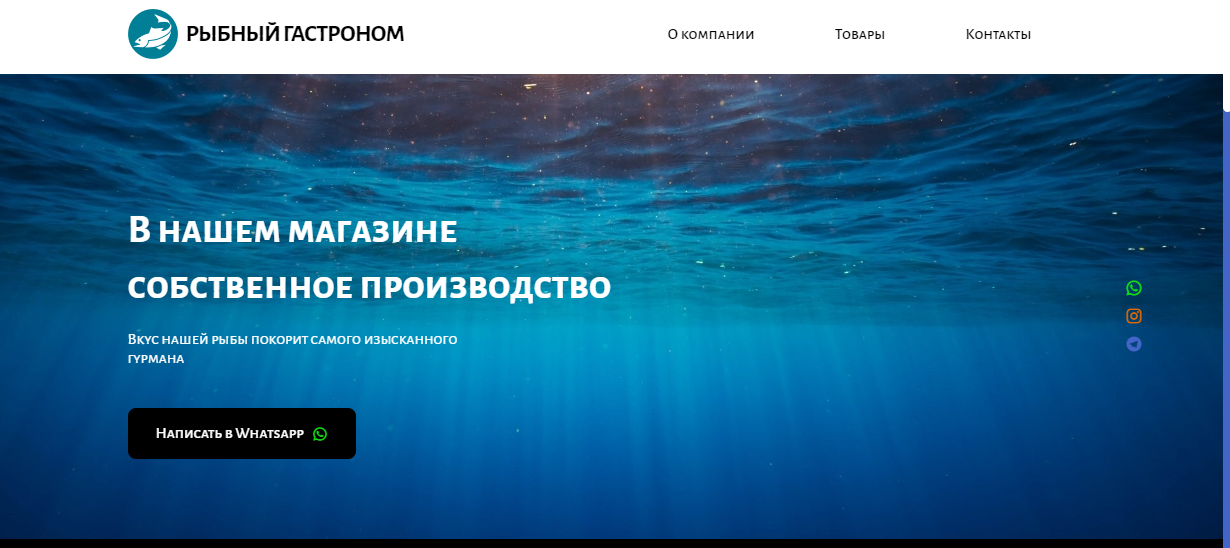 РЫБНЫЙ ГАСТРОНОМ
О компании
Товары
Контакты
В нашем магазине
собственное производство
Вкус нашей рыбы покорит самого изысканного
гурмана
Написать в Whatsapp